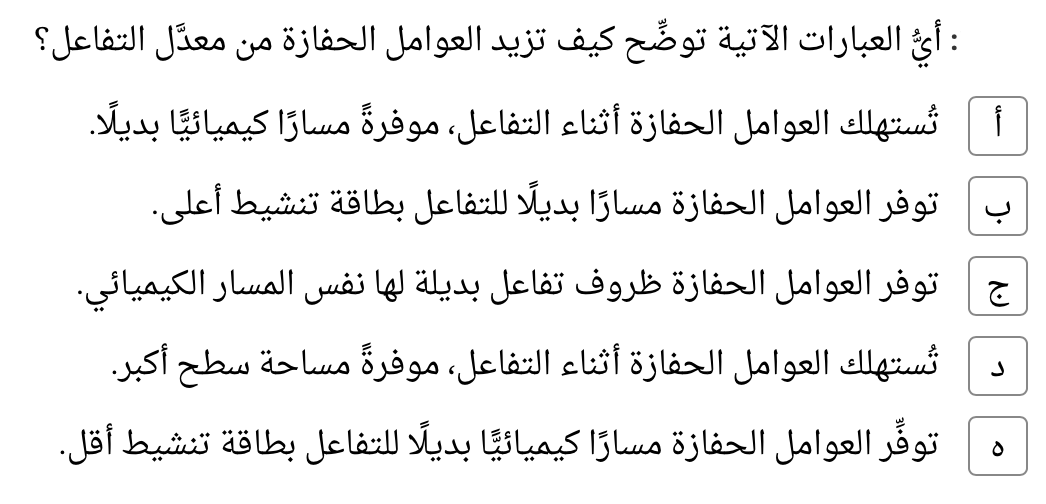 : أيُّ العبارات الآتية توضِّح كيف تزيد العوامل الحفازة من معدَّل التفاعل؟
أ تُستهلك العوامل الحفازة أثناء التفاعل، موفرةً مسارًا كيميائيًّا بديلًا.
ب توفر العوامل الحفازة مسارًا بديلًا للتفاعل بطاقة تنشيط أعلى.
ج توفر العوامل الحفازة ظروف تفاعل بديلة لها نفس المسار الكيميائي.
د تُستهلك العوامل الحفازة أثناء التفاعل، موفرةً مساحة سطح أكبر.
ه توفِّر العوامل الحفازة مسارًا كيميائيًّا بديلًا للتفاعل بطاقة تنشيط أقل.